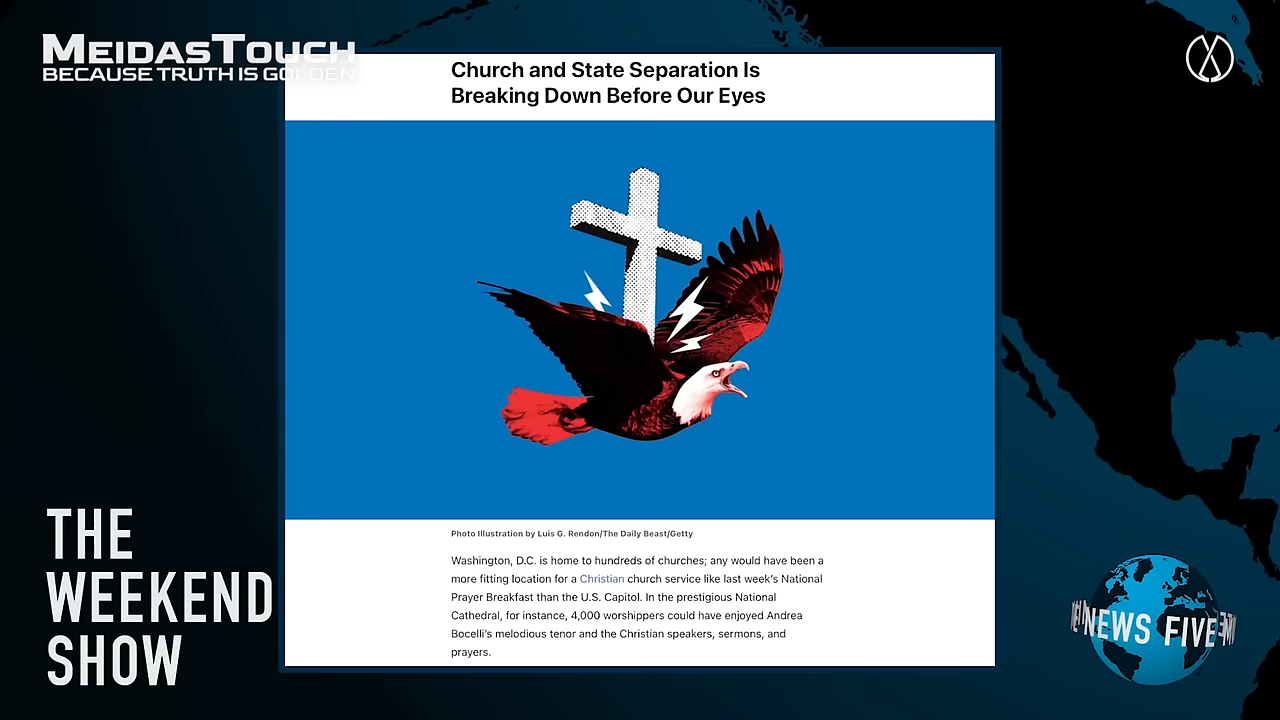 MEIDASTOUCH
BECAUSE TRUTH IS GOLDEN
Church and State Separation Is
Breaking Down Before Our Eyes
Photo Illustration by Luis G. Rendon/The Daily Beast/Getty
Washington, D.C. is home to hundreds of churches; any would have been a
more fitting location for a Christian church service like last week's National
Prayer Breakfast than the U.S. Capitol. In the prestigious National
Cathedral, for instance, 4,000 worshippers could have enjoyed Andrea
Bocelli's melodious tenor and the Christian speakers, sermons, and
prayers.
THE
WEEKEND
SHOW
NEWS FIVE